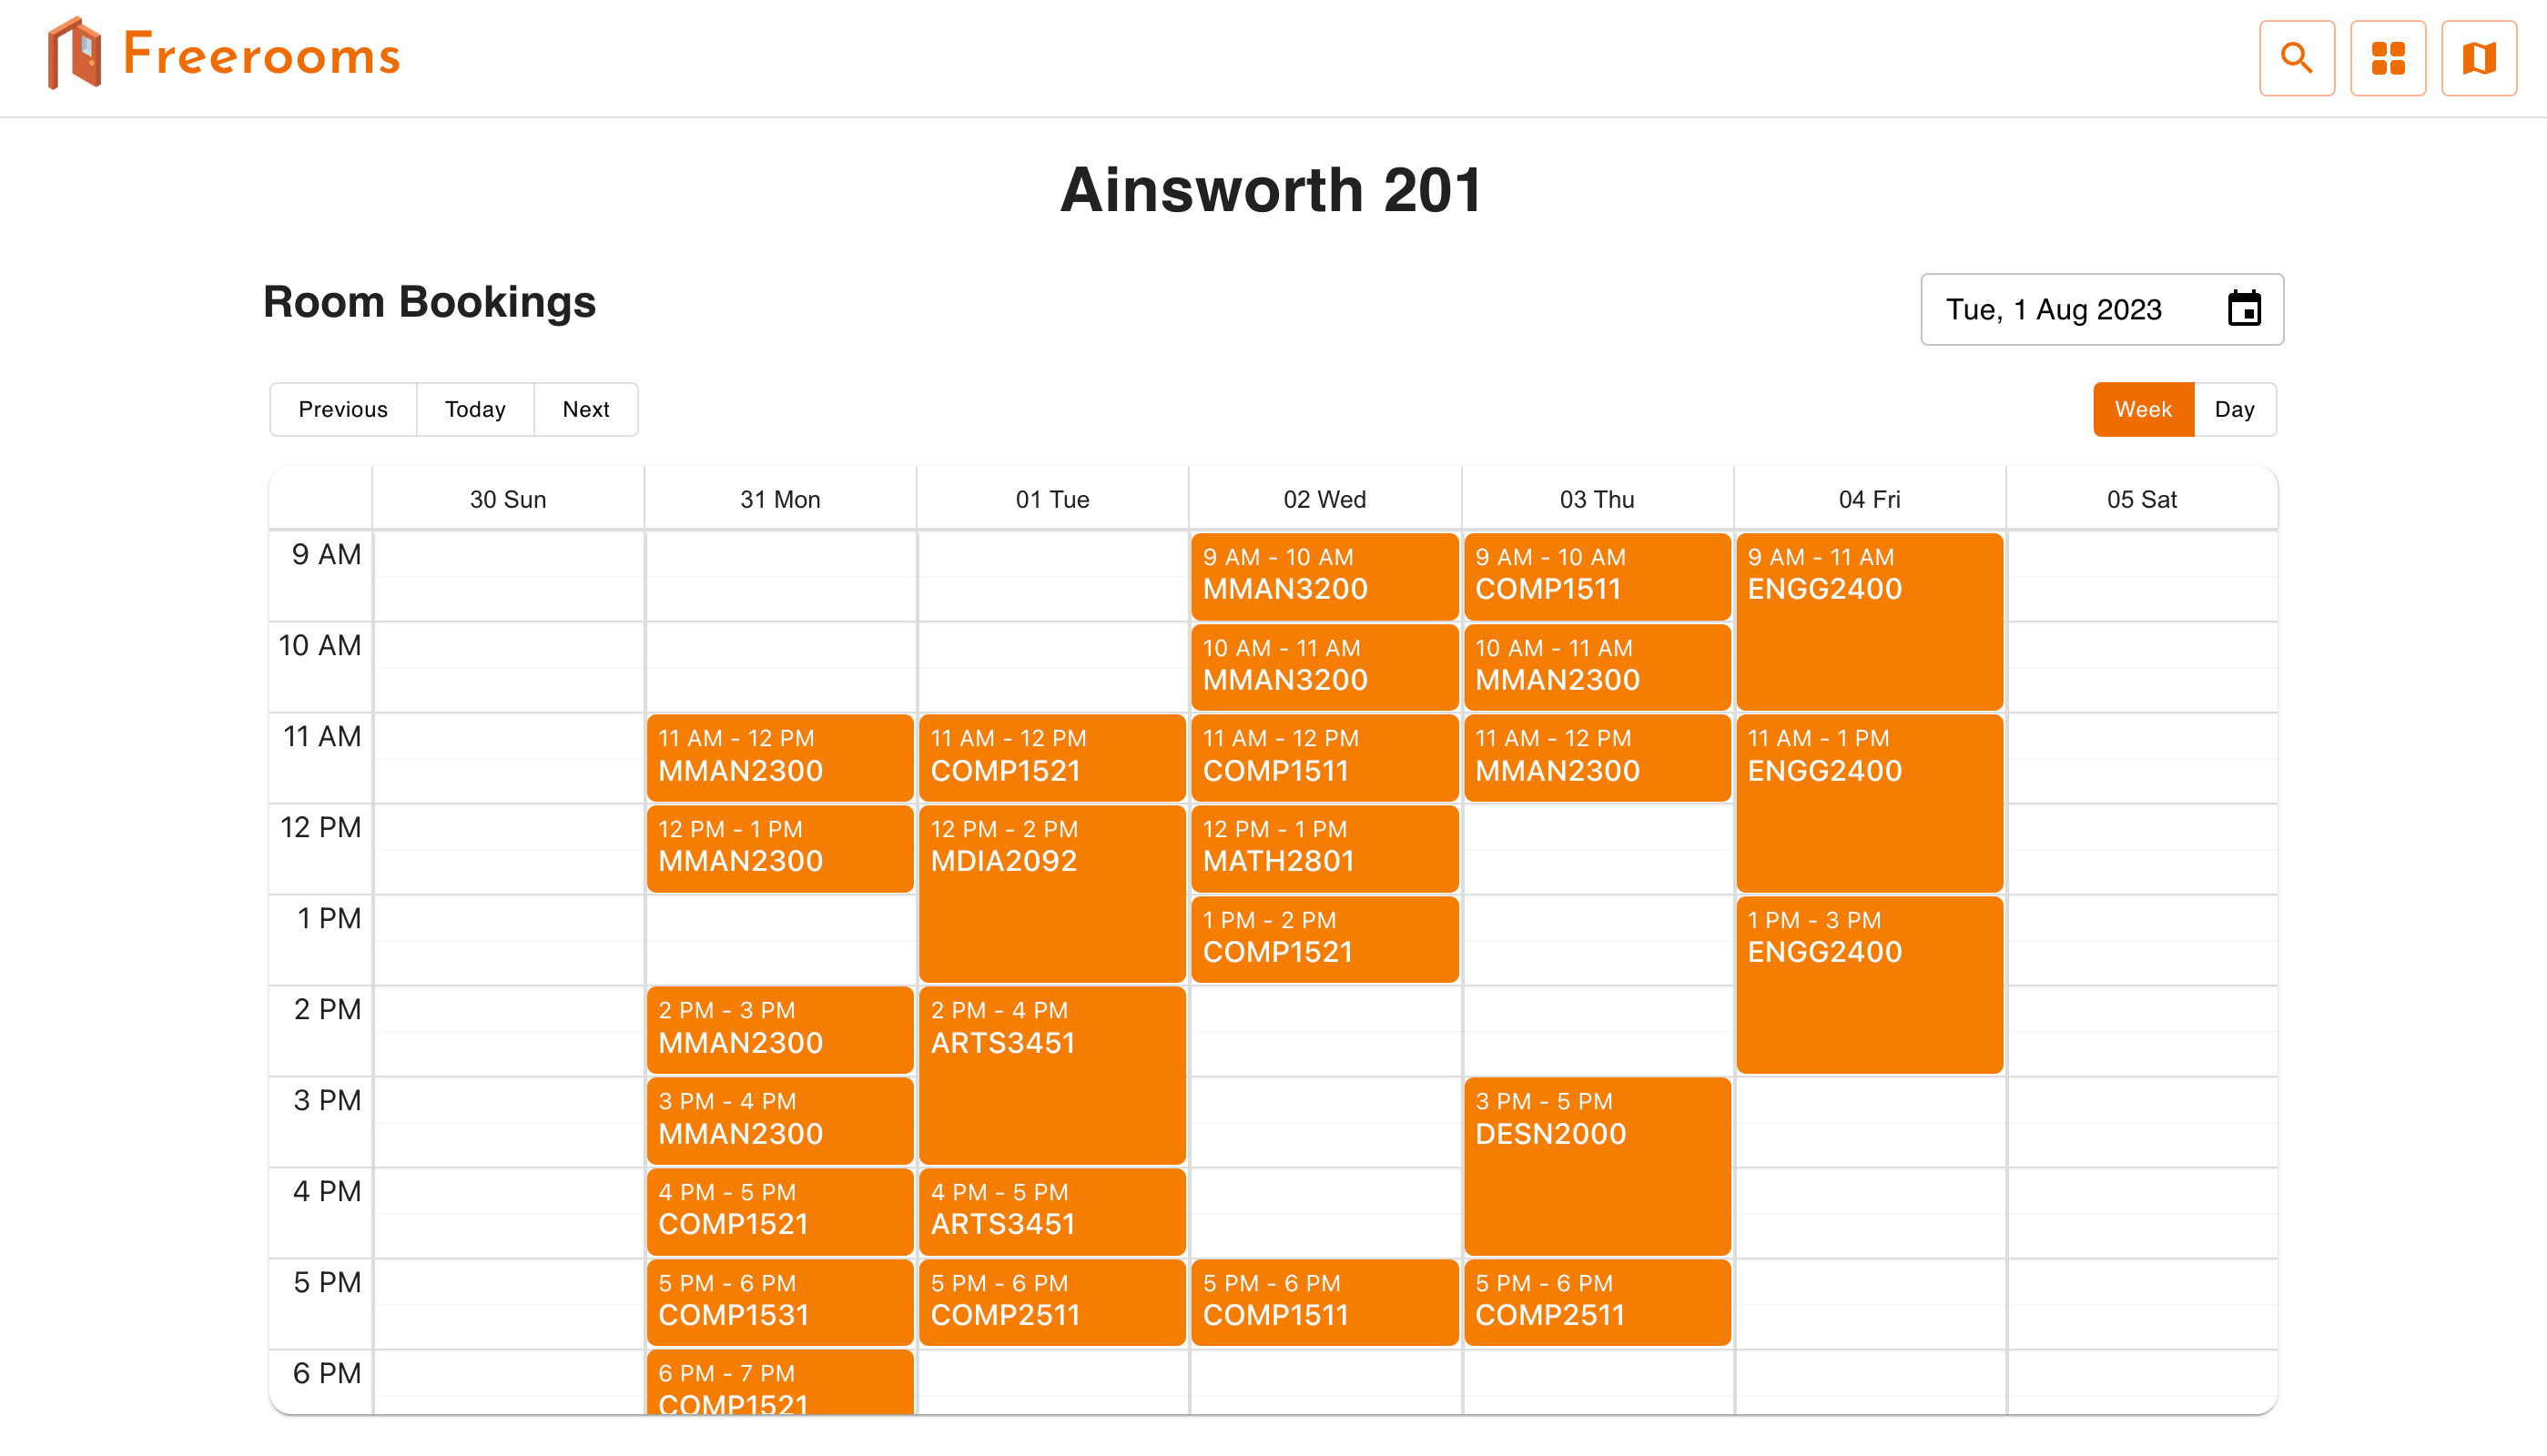 Freerooms
Ainsworth 201
Room Bookings
Tue, 1 Aug 2023
Previous
Today
Next
Week
Day
30 Sun
31 Mon
01 Tue
02 Wed
03 Thu
04 Fri
05 Sat
9 AM
9 AM - 10 AM
MMAN3200
9 AM - 10 AM
COMP1511
9 AM - 11 AM
ENGG2400
10 AM
10 AM - 11 AM
MMAN3200
10 AM - 11 AM
MMAN2300
11 AM
11 AM - 12 PM
MMAN2300
11 AM - 12 PM
COMP1521
11 AM - 12 PM
COMP1511
11 AM - 12 PM
MMAN2300
11 AM - 1 PM
ENGG2400
12 PM
12 PM - 1 PM
MMAN2300
12 PM - 2 PM
MDIA2092
12 PM - 1 PM
MATH2801
1 PM
1 PM - 2 PM
COMP1521
1 PM - 3 PM
ENGG2400
2 PM
2 PM - 3 PM
MMAN2300
2 PM - 4 PM
ARTS3451
3 PM
3 PM - 4 PM
MMAN2300
3 PM - 5 PM
DESN2000
4 PM
4 PM - 5 PM
COMP1521
4 PM - 5 PM
ARTS3451
5 PM
5 PM - 6 PM
COMP1531
5 PM - 6 PM
COMP2511
5 PM - 6 PM
COMP1511
5 PM - 6 PM
COMP2511
6 PM
6 PM - 7 PM
COMP1521